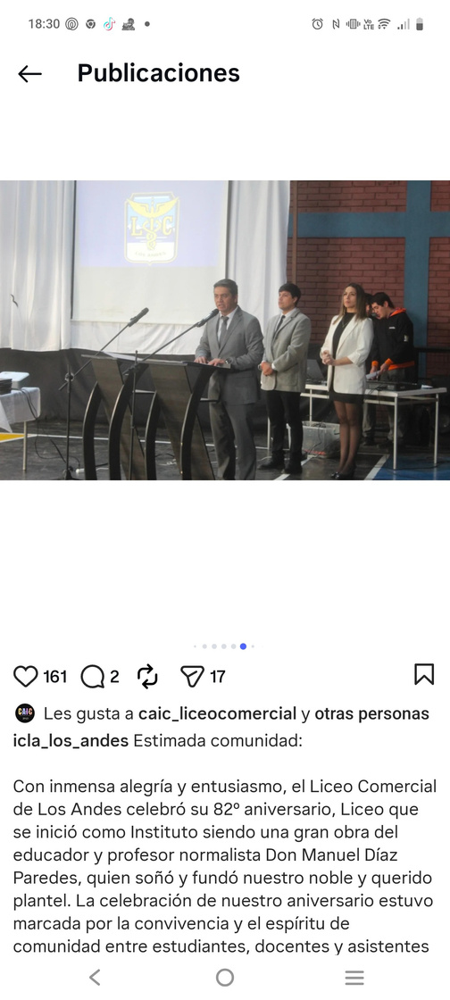 18:30
Vo
LTE
Publicaciones
L C
161 2 17
CAIC Les gusta a caic_liceocomercial y otras personas
icla_los_andes Estimada comunidad:
Con inmensa alegría y entusiasmo, el Liceo Comercial
de Los Andes celebró su 82º aniversario, Liceo que
se inició como Instituto siendo una gran obra del
educador y profesor normalista Don Manuel Díaz
Paredes, quien soñó y fundó nuestro noble y querido
plantel. La celebración de nuestro aniversario estuvo
marcada por la convivencia y el espíritu de
comunidad entre estudiantes, docentes y asistentes